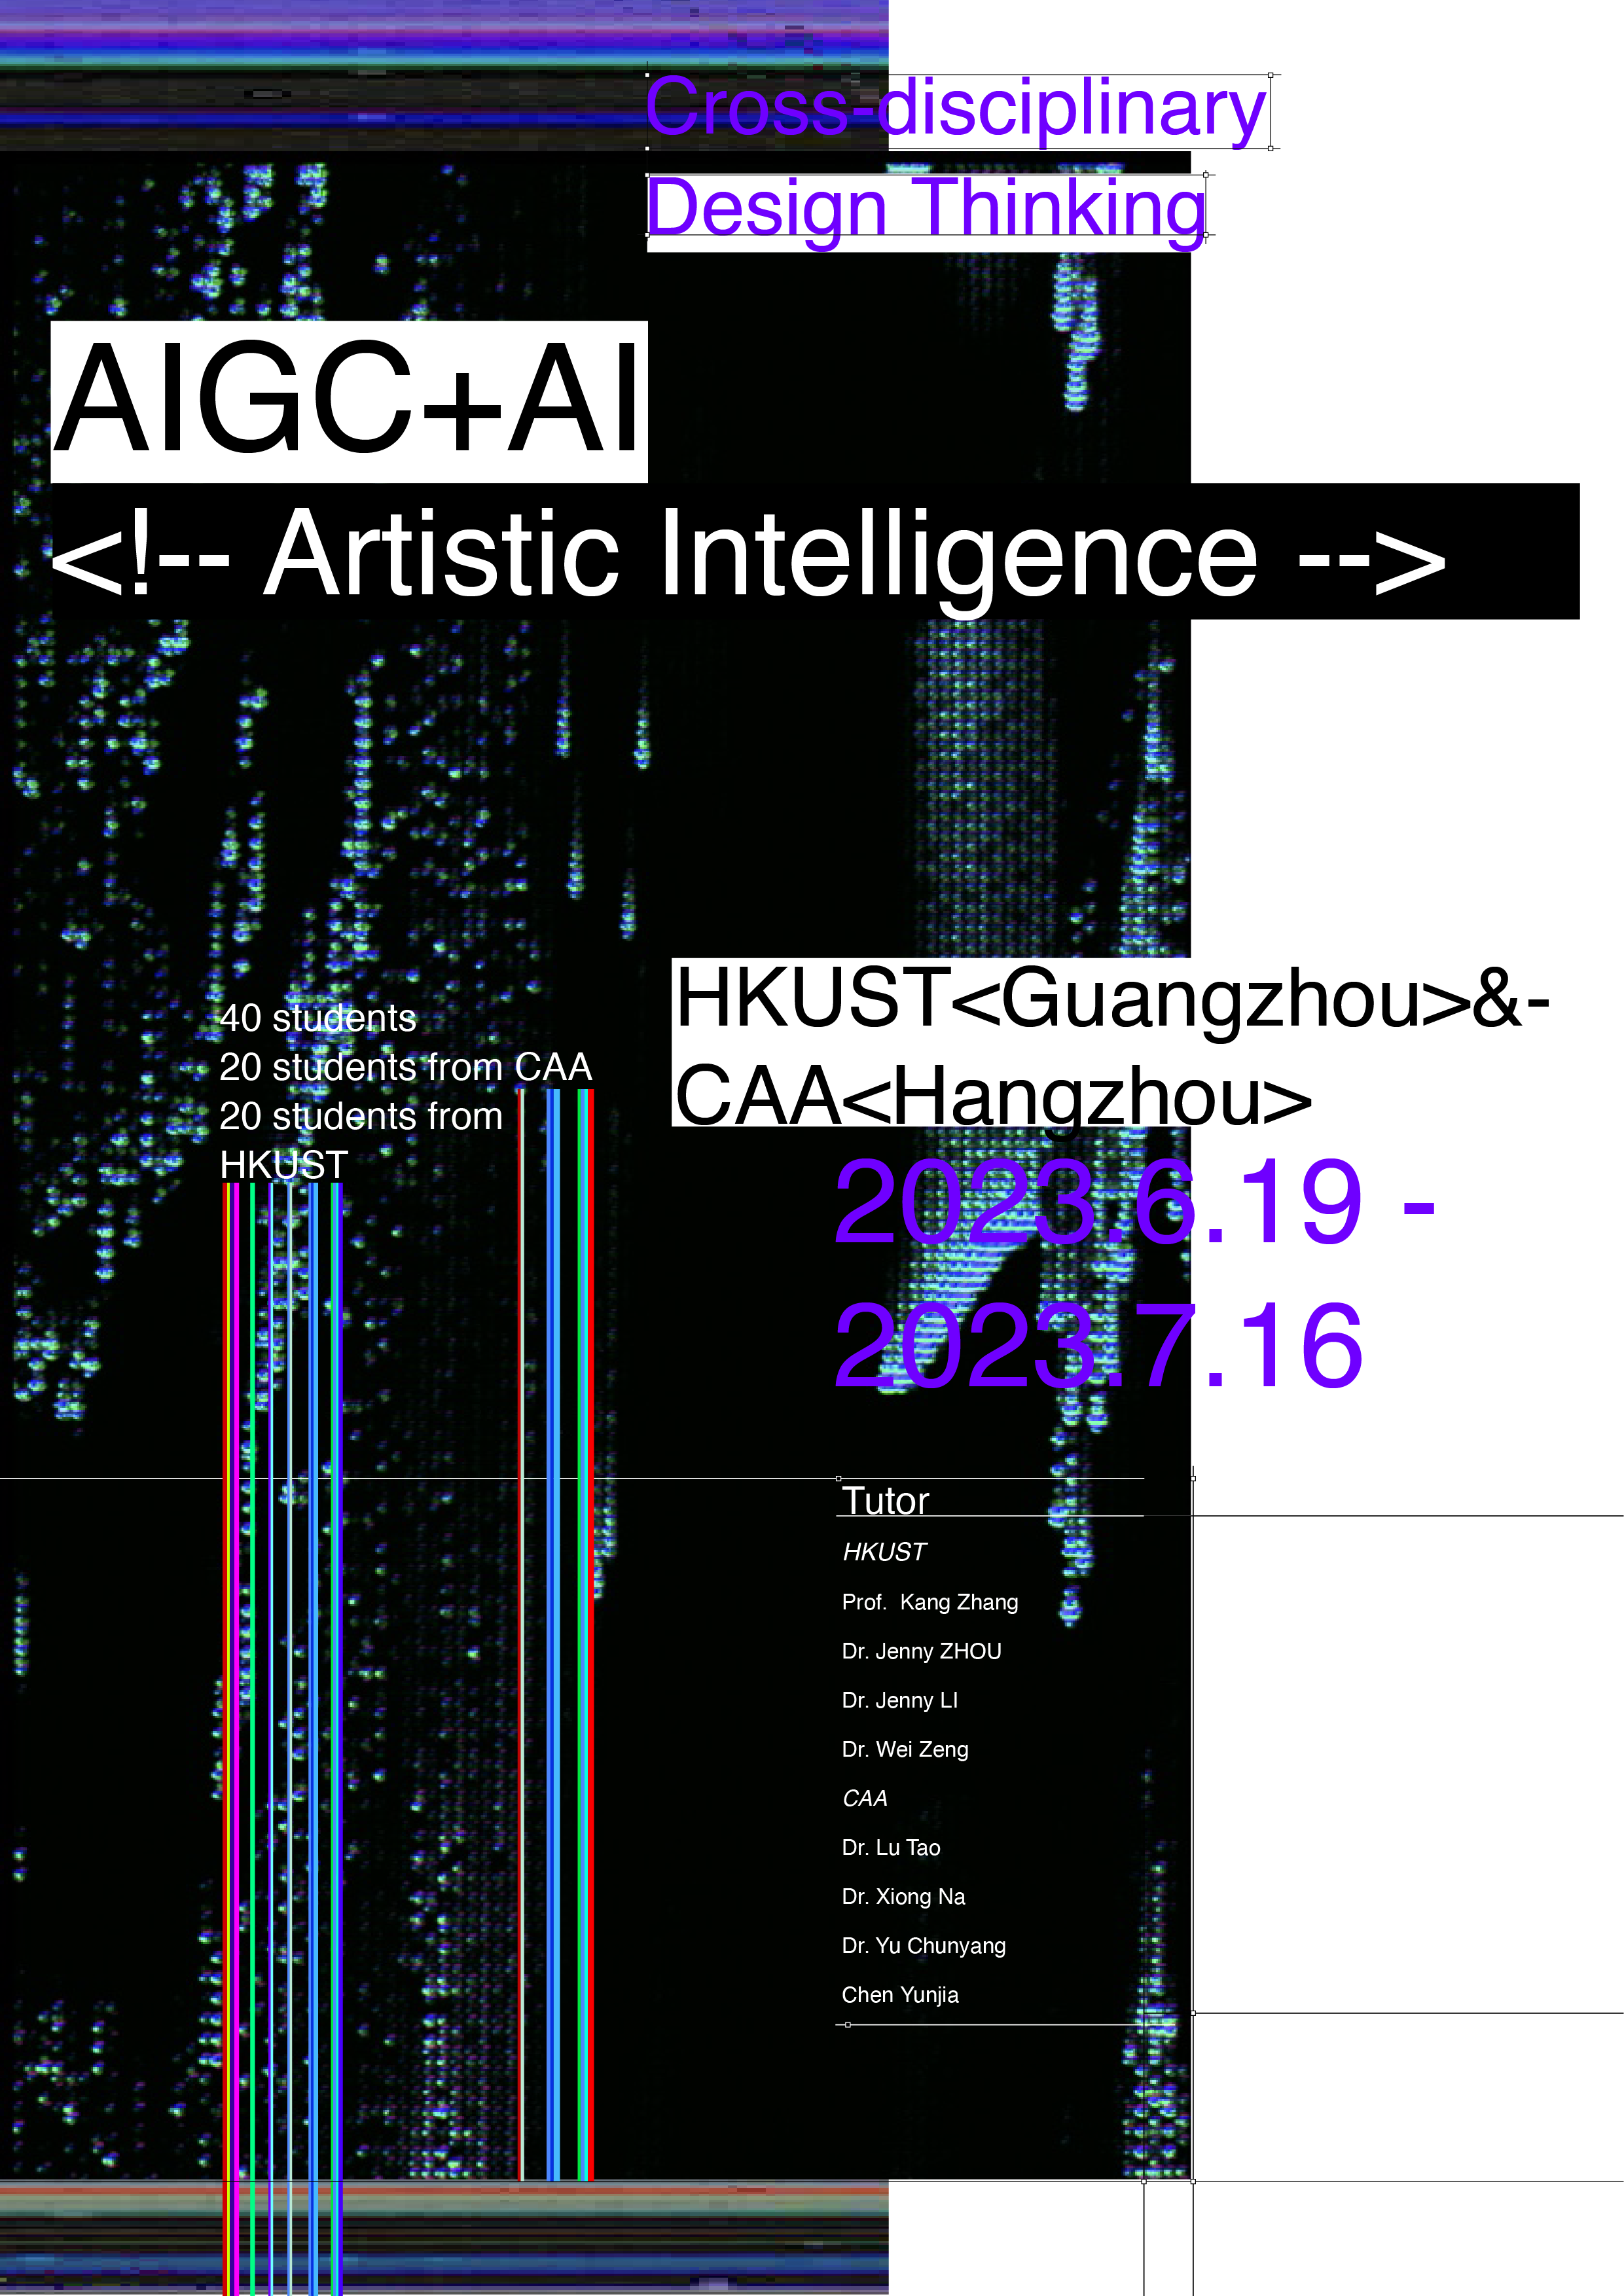 Cross-disciplinary
Design Thinking
AIGC+AI
<!-- Artistic Intelligence -->
HKUST<Guangzhou>&-
CAA<Hangzhou>
40 students
20 students from CAA
20 students from
HKUST
2023.6.19 -
2023.7.16
Tutor
HKUST
Prof.  Kang Zhang
Dr. Jenny ZHOU
Dr. Jenny LI
Dr. Wei Zeng
CAA
Dr. Lu Tao
Dr. Xiong Na
Dr. Yu Chunyang
Chen Yunjia